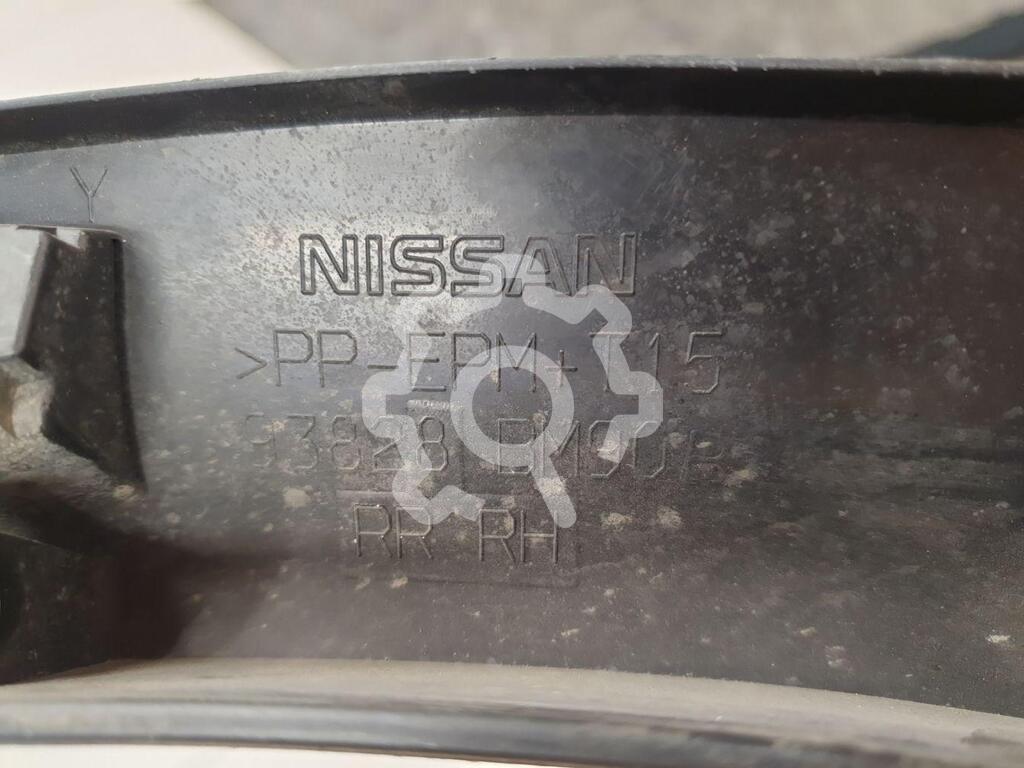 Y
NISSAN
>PP-EPM+T15
93828
RR RH